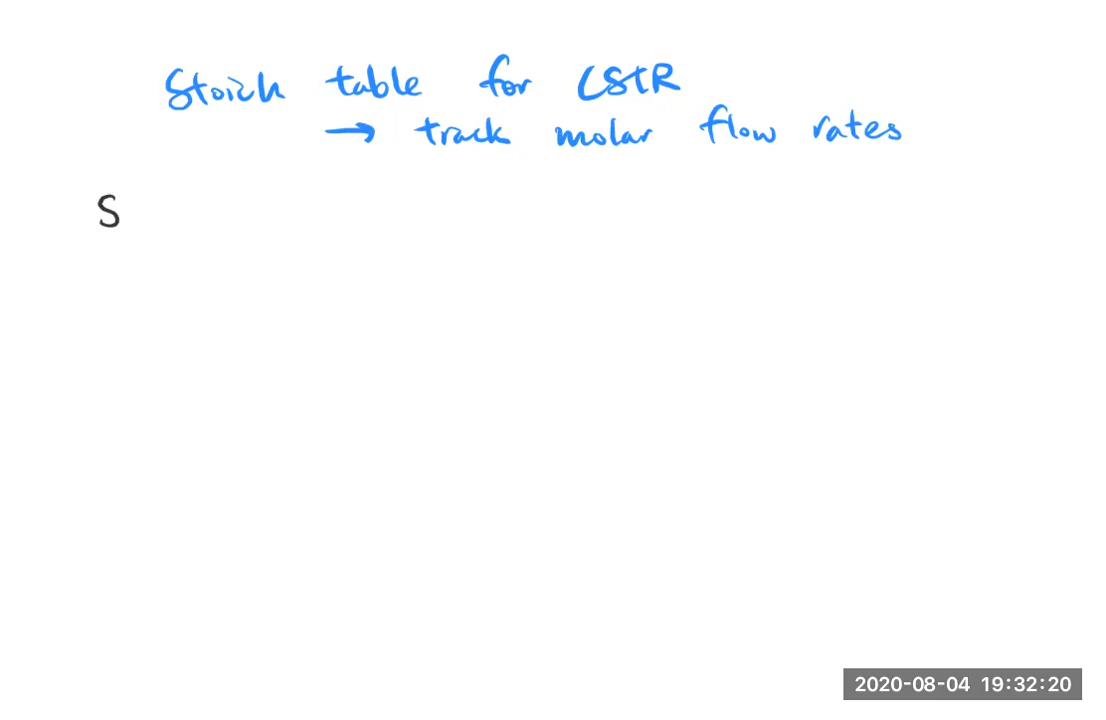 Stoich table for CSTR
→ track molar flow rates
S
2020-08-04 19:32:20